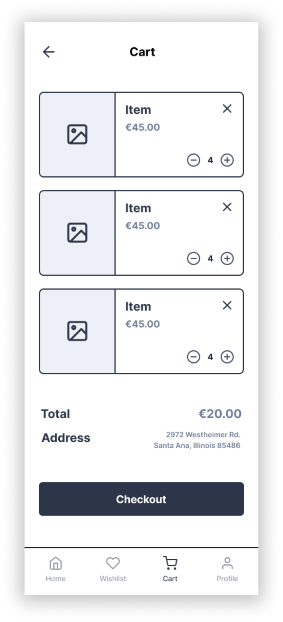 Cart
Item
€45.00
4
Item
€45.00
4
Item
€45.00
4
Total €20.00
Address 2972 Westheimer Rd.
Santa Ana, Illinois 85486
Checkout
Home Wishlist Cart Profile